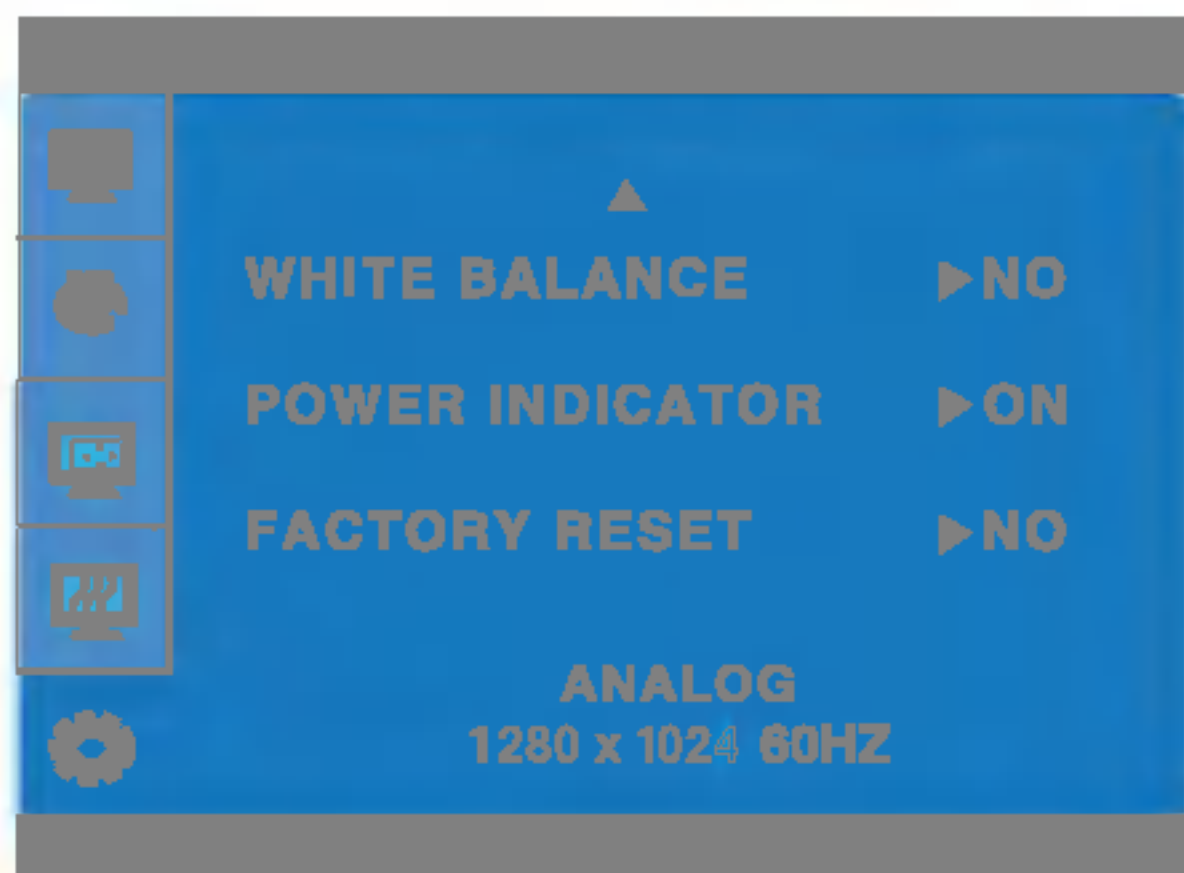 WHITE BALANCE ▶NO
POWER INDICATOR ▶ON
FACTORY RESET ▶NO
ANALOG
1280 x 1024 60HZ